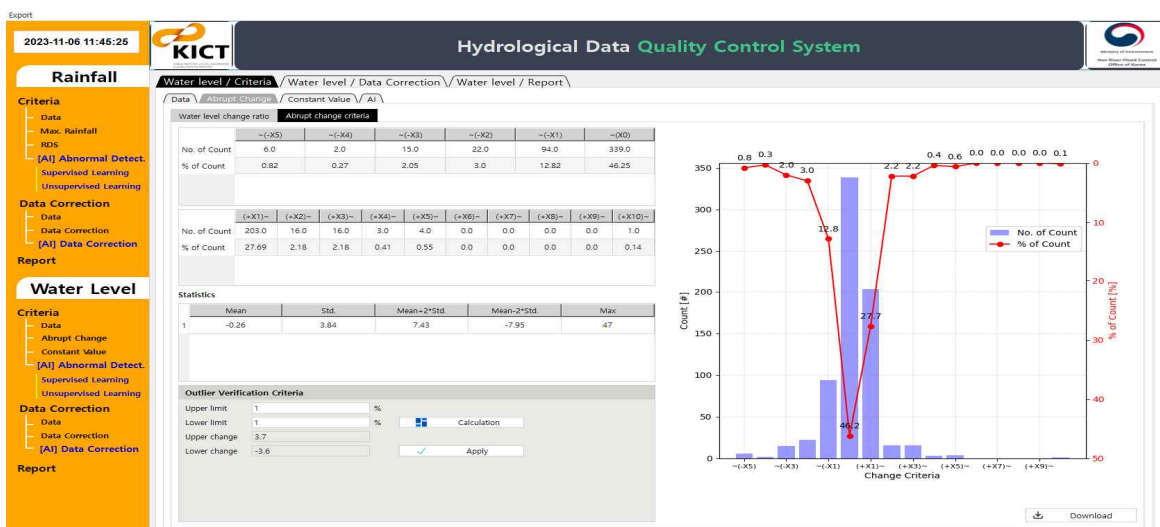 Export
2023-11-06 11:45:25
KICT
Hydrological Data Quality Control System
Ministry of Environment
Han River Flood Control
Office of Korea
Rainfall
Criteria
Data
Max. Rainfall
RDS
[AI] Abnormal Detect.
Supervised Learning
Unsupervised Learning
Data Correction
Data
Data Correction
[AI] Data Correction
Report
Water Level
Criteria
Data
Abrupt Change
Constant Value
[AI] Abnormal Detect.
Supervised Learning
Unsupervised Learning
Data Correction
Data
Data Correction
[AI] Data Correction
Report
Water level / Criteria Water level / Data Correction Water level / Report
Data Abrupt Change Constant Value AI
Water level change ratio Abrupt change criteria
~(-X5) ~(-X4) ~(-X3) ~(-X2) ~(-X1) ~(X0)
No. of Count 6.0 2.0 15.0 22.0 94.0 339.0
% of Count 0.82 0.27 2.05 3.0 12.82 46.25
(+X1)~ (+X2)~ (+X3)~ (+X4)~ (+X5)~ (+X6)~ (+X7)~ (+X8)~ (+X9)~ (+X10)~
No. of Count 203.0 16.0 16.0 3.0 4.0 0.0 0.0 0.0 0.0 1.0
% of Count 27.69 2.18 2.18 0.41 0.55 0.0 0.0 0.0 0.0 0.14
Statistics
Mean Std. Mean+2*Std. Mean-2*Std. Max
1 -0.26 3.84 7.43 -7.95 47
Outlier Verification Criteria
Upper limit 1 %
Lower limit 1 % Calculation
Upper change 3.7
Lower change -3.6 Apply
0.8 0.3 2.0 3.0 12.8 46.2 27.7 2.2 2.2 0.4 0.6 0.0 0.0 0.0 0.0 0.1
350
300
250
200
150
100
50
0
Count [#]
No. of Count
% of Count
0
10
20
30
40
50
% of Count [%]
~(-X5) ~(-X3) ~(-X1) (+X1)~ (+X3)~ (+X5)~ (+X7)~ (+X9)~
Change Criteria
Download